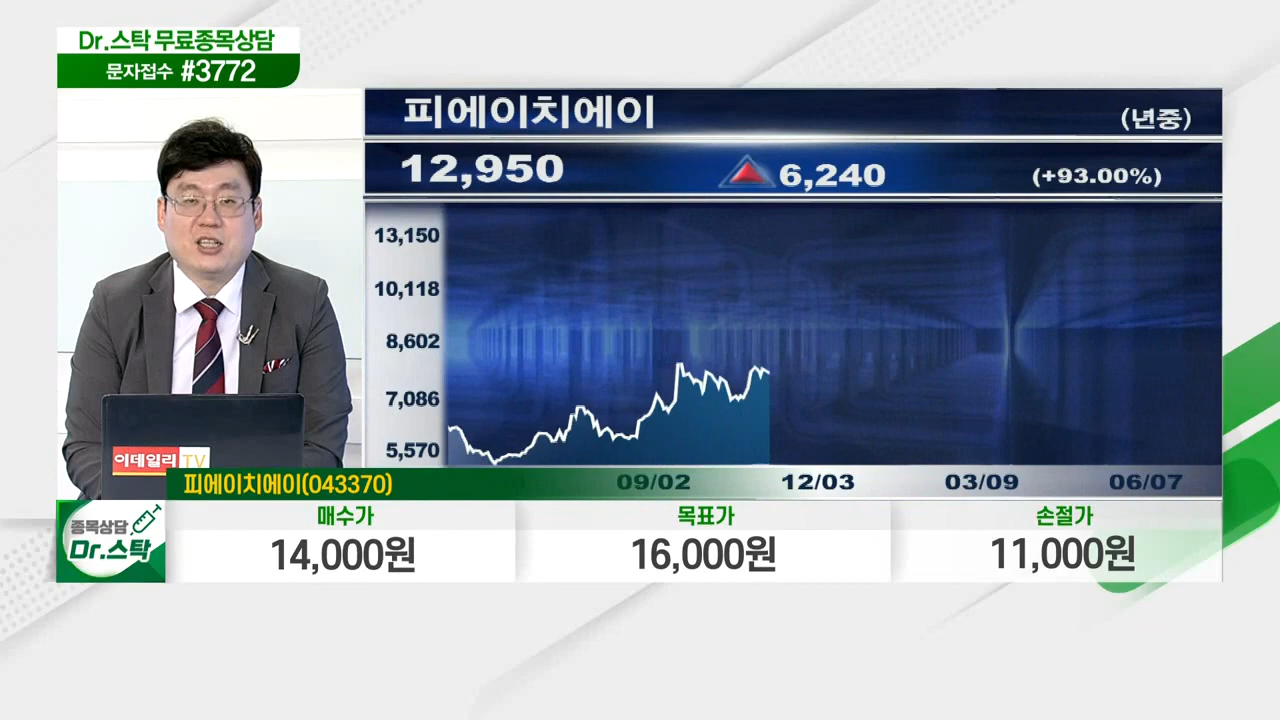 Dr.스탁 무료종목상담
문자접수 #3772
피에이치에이 (년중)
12,950 6,240 (+93.00%)
13,150
10,118
8,602
7,086
5,570
09/02 12/03 03/09 06/07
이데일리TV
피에이치에이(043370)
종목상담
Dr.스탁
매수가 목표가 손절가
14,000원 16,000원 11,000원